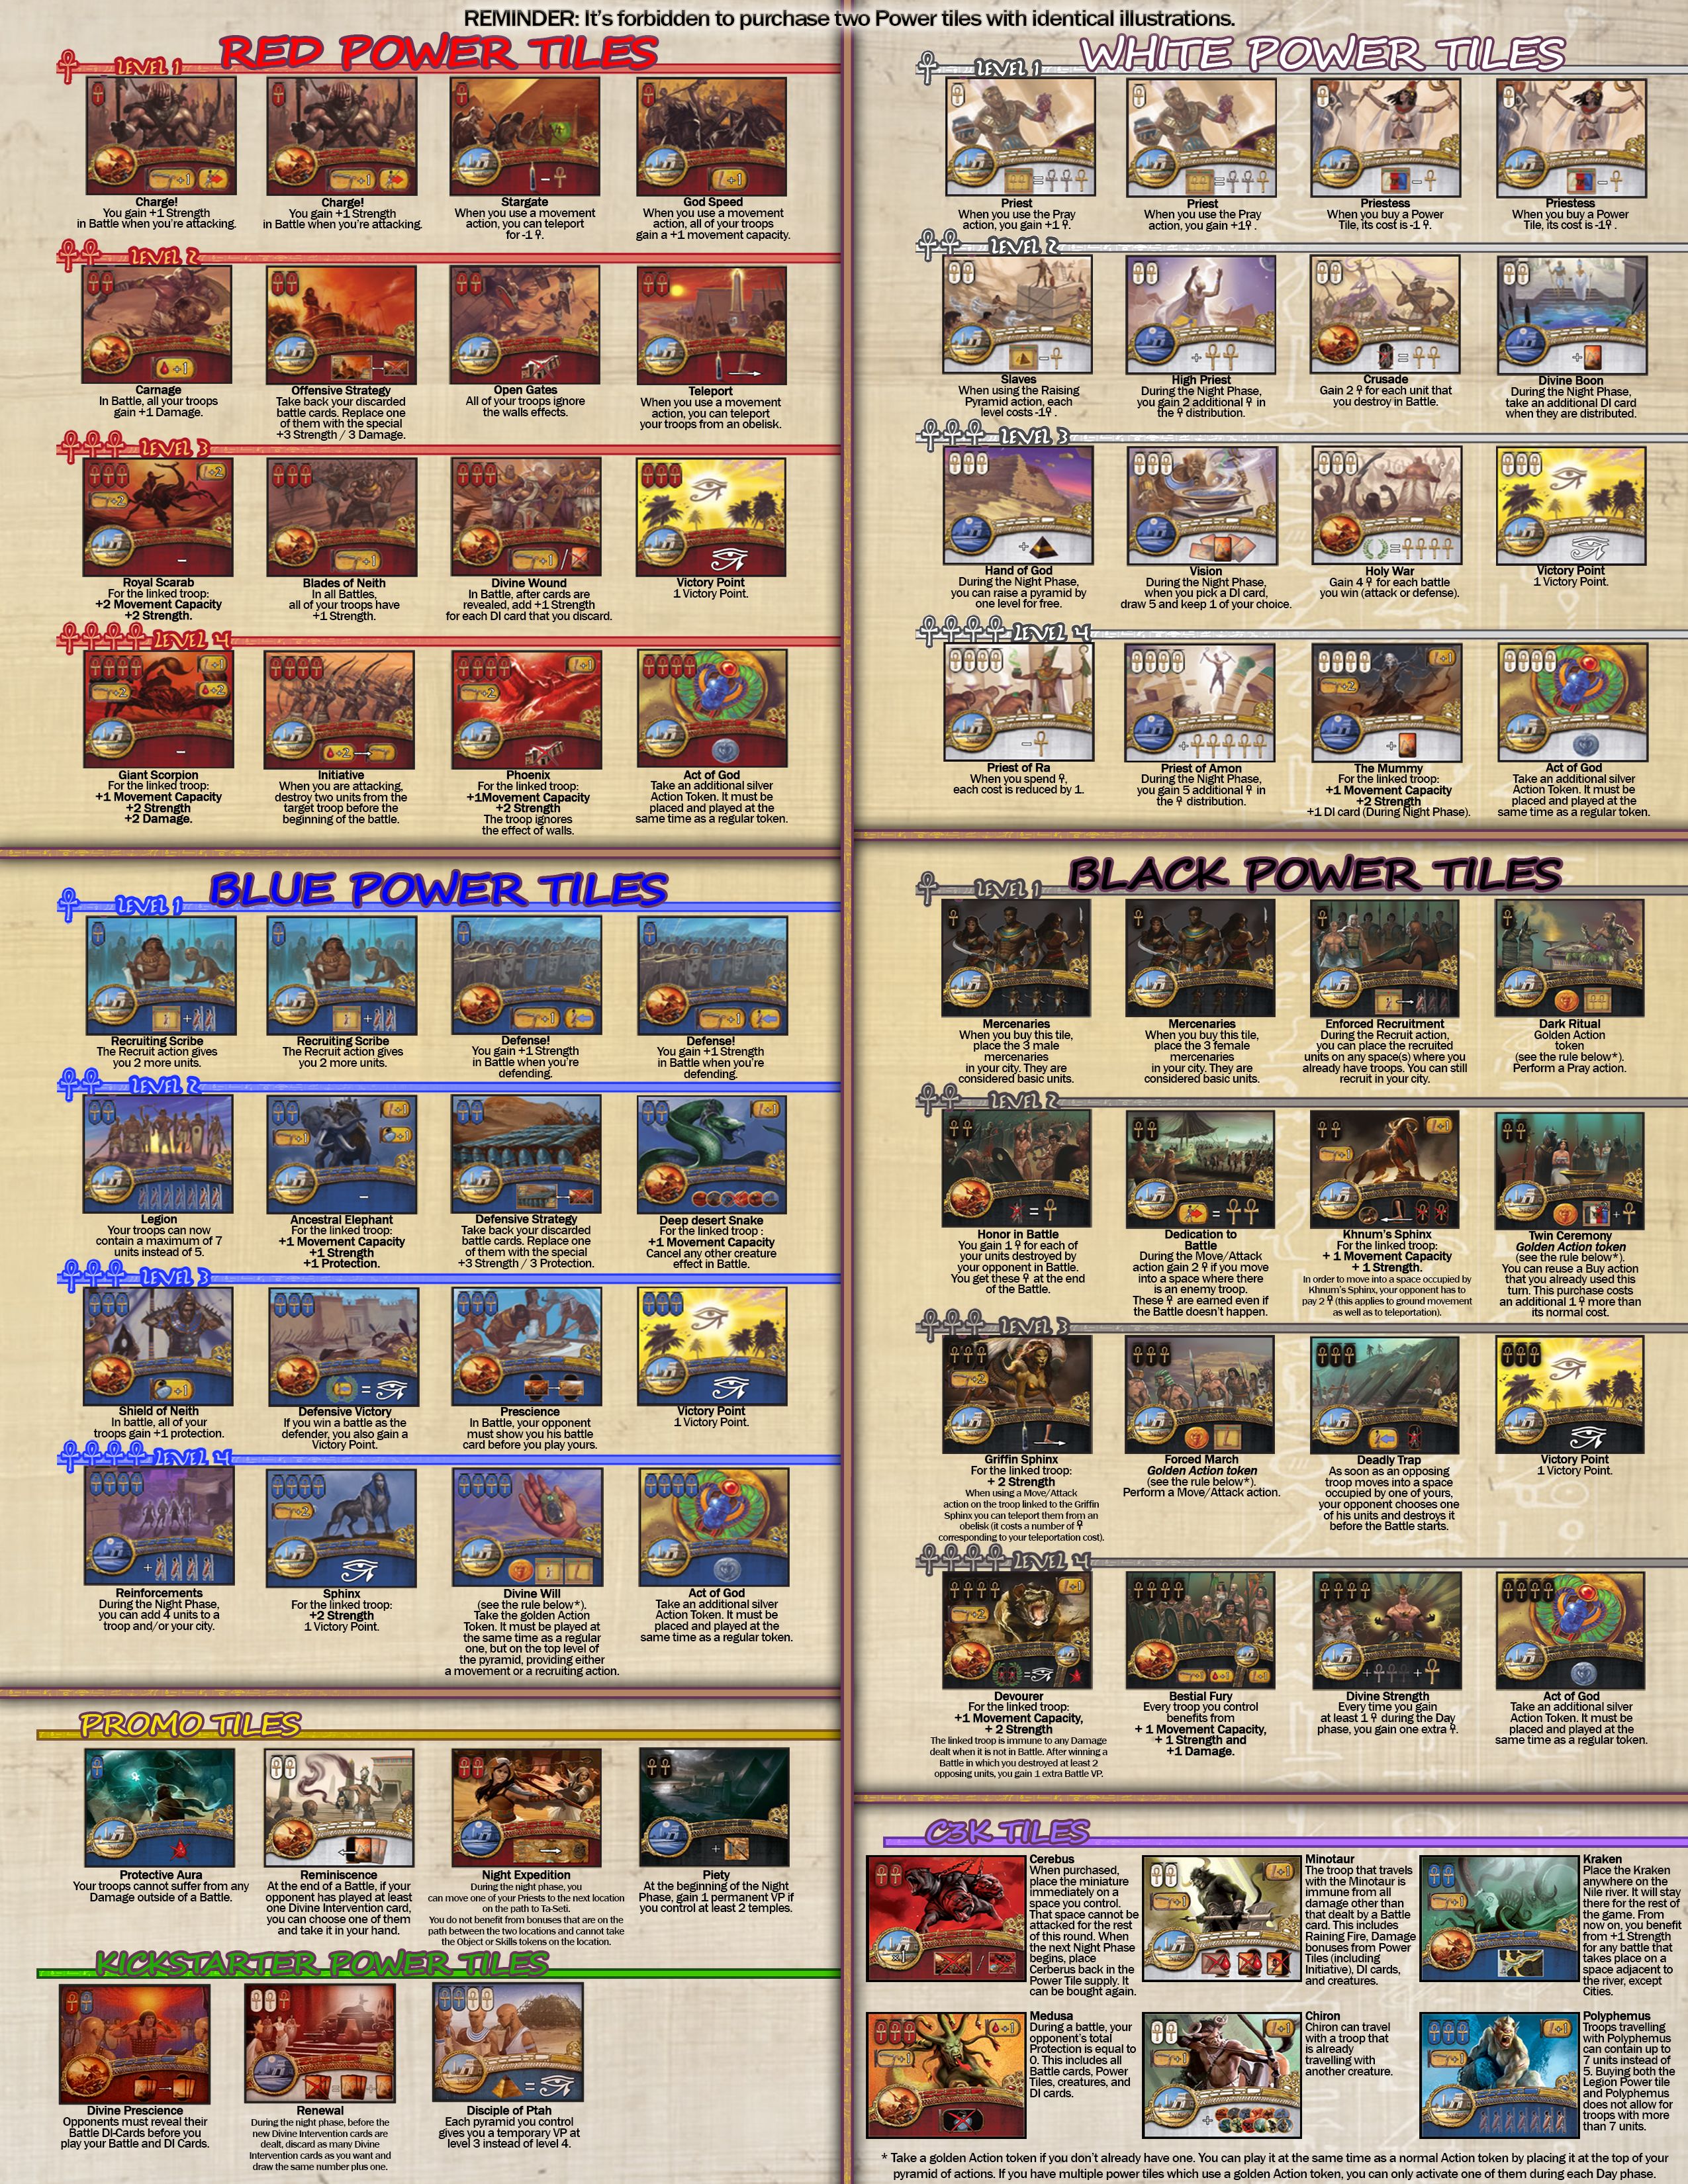 REMINDER: It's forbidden to purchase two Power tiles with identical illustrations.
RED POWER TILES
LEVEL 1
Charge!
You gain +1 Strength
in Battle when you're attacking.
Charge!
You gain +1 Strength
in Battle when you're attacking.
Stargate
When you use a movement
action, you can teleport
for -1 ☥.
God Speed
When you use a movement
action, all of your troops
gain a +1 movement capacity.
LEVEL 2
Carnage
In Battle, all your troops
gain +1 Damage.
Offensive Strategy
Take back your discarded
battle cards. Replace one
of them with the special
+3 Strength / 3 Damage.
Open Gates
All of your troops ignore
the walls effects.
Teleport
When you use a movement
action, you can teleport
your troops from an obelisk.
LEVEL 3
Royal Scarab
For the linked troop:
+2 Movement Capacity
+2 Strength.
Blades of Neith
In all Battles,
all of your troops have
+1 Strength.
Divine Wound
In Battle, after cards are
revealed, add +1 Strength
for each DI card that you discard.
Victory Point
1 Victory Point.
LEVEL 4
Giant Scorpion
For the linked troop:
+1 Movement Capacity
+2 Strength
+2 Damage.
Initiative
When you are attacking,
destroy two units from the
target troop before the
beginning of the battle.
Phoenix
For the linked troop:
+1Movement Capacity
+2 Strength
The troop ignores
the effect of walls.
Act of God
Take an additional silver
Action Token. It must be
placed and played at the
same time as a regular token.
WHITE POWER TILES
LEVEL 1
Priest
When you use the Pray
action, you gain +1 ☥.
Priest
When you use the Pray
action, you gain +1☥ .
Priestess
When you buy a Power
Tile, its cost is -1 ☥.
Priestess
When you buy a Power
Tile, its cost is -1☥ .
LEVEL 2
Slaves
When using the Raising
Pyramid action, each
level costs -1☥ .
High Priest
During the Night Phase,
you gain 2 additional ☥ in
the ☥ distribution.
Crusade
Gain 2 ☥ for each unit that
you destroy in Battle.
Divine Boon
During the Night Phase,
take an additional DI card
when they are distributed.
LEVEL 3
Hand of God
During the Night Phase,
you can raise a pyramid by
one level for free.
Vision
During the Night Phase,
when you pick a DI card,
draw 5 and keep 1 of your choice.
Holy War
Gain 4 ☥ for each battle
you win (attack or defense).
Victory Point
1 Victory Point.
LEVEL 4
Priest of Ra
When you spend ☥,
each cost is reduced by 1.
Priest of Amon
During the Night Phase,
you gain 5 additional ☥ in
the ☥ distribution.
The Mummy
For the linked troop:
+1 Movement Capacity
+2 Strength
+1 DI card (During Night Phase).
Act of God
Take an additional silver
Action Token. It must be
placed and played at the
same time as a regular token.
BLUE POWER TILES
LEVEL 1
Recruiting Scribe
The Recruit action gives
you 2 more units.
Recruiting Scribe
The Recruit action gives
you 2 more units.
Defense!
You gain +1 Strength
in Battle when you're
defending.
Defense!
You gain +1 Strength
in Battle when you're
defending.
LEVEL 2
Legion
Your troops can now
contain a maximum of 7
units instead of 5.
Ancestral Elephant
For the linked troop:
+1 Movement Capacity
+1 Strength
+1 Protection.
Defensive Strategy
Take back your discarded
battle cards. Replace one
of them with the special
+3 Strength / 3 Protection.
Deep desert Snake
For the linked troop :
+1 Movement Capacity
Cancel any other creature
effect in Battle.
LEVEL 3
Shield of Neith
In battle, all of your
troops gain +1 protection.
Defensive Victory
If you win a battle as the
defender, you also gain a
Victory Point.
Prescience
In Battle, your opponent
must show you his battle
card before you play yours.
Victory Point
1 Victory Point.
LEVEL 4
Reinforcements
During the Night Phase,
you can add 4 units to a
troop and/or your city.
Sphinx
For the linked troop:
+2 Strength
1 Victory Point.
Divine Will
(see the rule below*).
Take the golden Action
Token. It must be played at
the same time as a regular
one, but on the top level of
the pyramid, providing either
a movement or a recruiting action.
Act of God
Take an additional silver
Action Token. It must be
placed and played at the
same time as a regular token.
BLACK POWER TILES
LEVEL 1
Mercenaries
When you buy this tile,
place the 3 male
mercenaries
in your city. They are
considered basic units.
Mercenaries
When you buy this tile,
place the 3 female
mercenaries
in your city. They are
considered basic units.
Enforced Recruitment
During the Recruit action,
you can place the recruited
units on any space(s) where you
already have troops. You can still
recruit in your city.
Dark Ritual
Golden Action
token
(see the rule below*).
Perform a Pray action.
LEVEL 2
Honor in Battle
You gain 1 ☥ for each of
your units destroyed by
your opponent in Battle.
You get these ☥ at the end
of the Battle.
Dedication to
Battle
During the Move/Attack
action gain 2 ☥ if you move
into a space where there
is an enemy troop.
These ☥ are earned even if
the Battle doesn't happen.
Khnum's Sphinx
For the linked troop:
+ 1 Movement Capacity
+ 1 Strength.
In order to move into a space occupied by
Khnum's Sphinx, your opponent has to
pay 2 ☥ (this applies to ground movement
as well as to teleportation).
Twin Ceremony
Golden Action token
(see the rule below*).
You can reuse a Buy action
that you already used this
turn. This purchase costs
an additional 1 ☥ more than
its normal cost.
LEVEL 3
Griffin Sphinx
For the linked troop:
+ 2 Strength
When using a Move/Attack
action on the troop linked to the Griffin
Sphinx you can teleport them from an
obelisk (it costs a number of ☥
corresponding to your teleportation cost).
Forced March
Golden Action token
(see the rule below*).
Perform a Move/Attack action.
Deadly Trap
As soon as an opposing
troop moves into a space
occupied by one of yours,
your opponent chooses one
of his units and destroys it
before the Battle starts.
Victory Point
1 Victory Point.
LEVEL 4
Devourer
For the linked troop:
+1 Movement Capacity,
+ 2 Strength
The linked troop is immune to any Damage
dealt when it is not in Battle. After winning a
Battle in which you destroyed at least 2
opposing units, you gain 1 extra Battle VP.
Bestial Fury
Every troop you control
benefits from
+ 1 Movement Capacity,
+ 1 Strength and
+1 Damage.
Divine Strength
Every time you gain
at least 1 ☥ during the Day
phase, you gain one extra ☥.
Act of God
Take an additional silver
Action Token. It must be
placed and played at the
same time as a regular token.
PROMO TILES
Protective Aura
Your troops cannot suffer from any
Damage outside of a Battle.
Reminiscence
At the end of a Battle, if your
opponent has played at least
one Divine Intervention card,
you can choose one of them
and take it in your hand.
Night Expedition
During the night phase, you
can move one of your Priests to the next location
on the path to Ta-Seti.
You do not benefit from bonuses that are on the
path between the two locations and cannot take
the Object or Skills tokens on the location.
Piety
At the beginning of the Night
Phase, gain 1 permanent VP if
you control at least 2 temples.
KICKSTARTER POWER TILES
Divine Prescience
Opponents must reveal their
Battle DI-Cards before you
play your Battle and DI Cards.
Renewal
During the night phase, before the
new Divine Intervention cards are
dealt, discard as many Divine
Intervention cards as you want and
draw the same number plus one.
Disciple of Ptah
Each pyramid you control
gives you a temporary VP at
level 3 instead of level 4.
C3K TILES
Cerebus
When purchased,
place the miniature
immediately on a
space you control.
That space cannot be
attacked for the rest
of this round. When
the next Night Phase
begins, place
Cerberus back in the
Power Tile supply. It
can be bought again.
Minotaur
The troop that travels
with the Minotaur is
immune from all
damage other than
that dealt by a Battle
card. This includes
Raining Fire, Damage
bonuses from Power
Tiles (including
Initiative), DI cards,
and creatures.
Kraken
Place the Kraken
anywhere on the
Nile river. It will stay
there for the rest of
the game. From
now on, you benefit
from +1 Strength
for any battle that
takes place on a
space adjacent to
the river, except
Cities.
Medusa
During a battle, your
opponent's total
Protection is equal to
0. This includes all
Battle cards, Power
Tiles, creatures, and
DI cards.
Chiron
Chiron can travel
with a troop that
is already
travelling with
another creature.
Polyphemus
Troops travelling
with Polyphemus
can contain up to
7 units instead of
5. Buying both the
Legion Power tile
and Polyphemus
does not allow for
troops with more
than 7 units.
* Take a golden Action token if you don't already have one. You can play it at the same time as a normal Action token by placing it at the top of your
pyramid of actions. If you have multiple power tiles which use a golden Action token, you can only activate one of them during each Day phase.